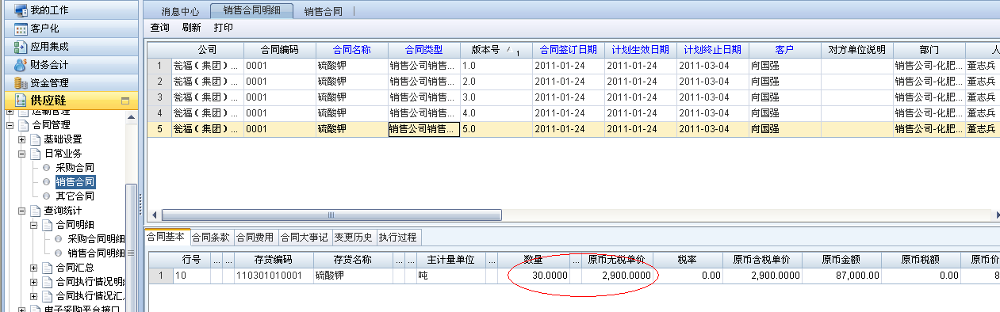 我的工作
客户化
应用集成
财务会计
资金管理
供应链
运输管理
合同管理
基础设置
日常业务
采购合同
销售合同
其它合同
查询统计
合同明细
采购合同明细
销售合同明细
合同汇总
合同执行情况明
合同执行情况汇
电子采购平台接口
消息中心 销售合同明细 销售合同
查询 刷新 打印
公司 合同编码 合同名称 合同类型 版本号 1 合同签订日期 计划生效日期 计划终止日期 客户 对方单位说明 部门 人
1 瓮福（集团）... 0001 硫酸钾 销售公司销售... 1.0 2011-01-24 2011-01-24 2011-03-04 向国强 销售公司-化肥... 董志兵
2 瓮福（集团）... 0001 硫酸钾 销售公司销售... 2.0 2011-01-24 2011-01-24 2011-03-04 向国强 销售公司-化肥... 董志兵
3 瓮福（集团）... 0001 硫酸钾 销售公司销售... 3.0 2011-01-24 2011-01-24 2011-03-04 向国强 销售公司-化肥... 董志兵
4 瓮福（集团）... 0001 硫酸钾 销售公司销售... 4.0 2011-01-24 2011-01-24 2011-03-04 向国强 销售公司-化肥... 董志兵
5 瓮福（集团）... 0001 硫酸钾 销售公司销售... 5.0 2011-01-24 2011-01-24 2011-03-04 向国强 销售公司-化肥... 董志兵
合同基本 合同条款 合同费用 合同大事记 变更历史 执行过程
行号 ... ... 存货编码 存货名称 ... ... 主计量单位 ... 数量 ... 原币无税单价 税率 原币含税单价 原币金额 原币税额 原币价
1 10 110301010001 硫酸钾 吨 30.0000 2,900.0000 0.00 2,900.0000 87,000.00 0.00 8